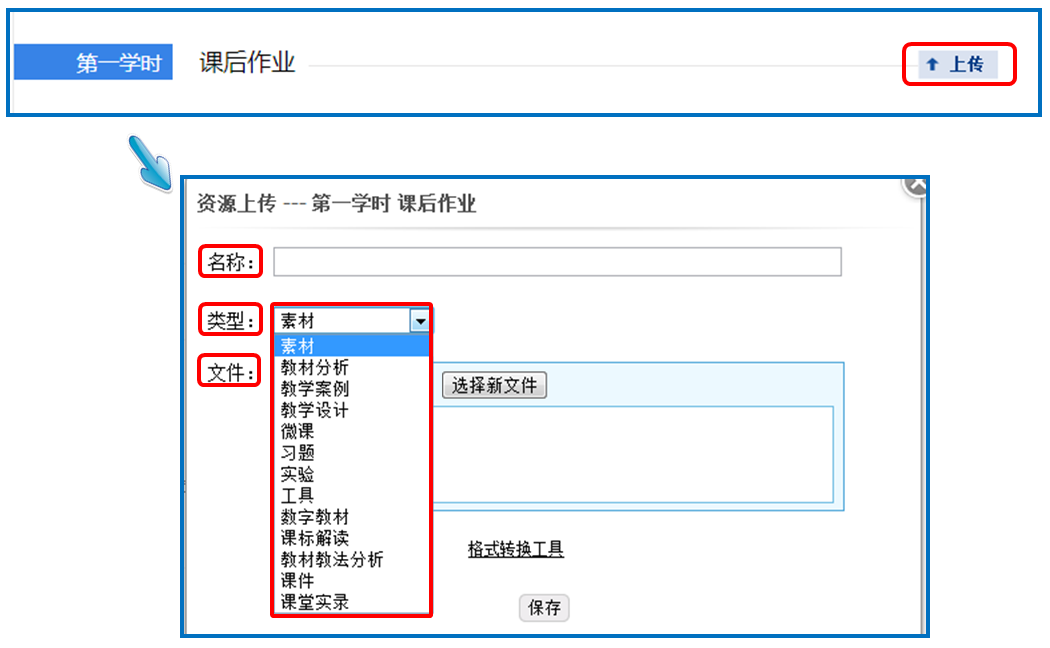 第一学时 课后作业 上传
资源上传 --- 第一学时 课后作业
名称：
类型： 素材
素材
文件： 教材分析
选择新文件
教学案例
教学设计
微课
习题
实验
工具
数字教材
课标解读
格式转换工具
教材教法分析
课件
课堂实录
保存